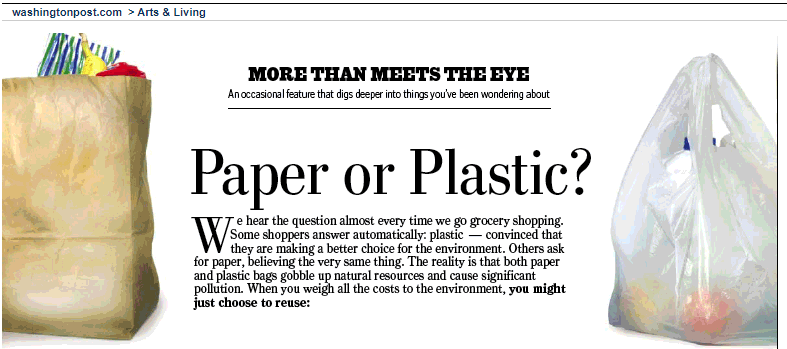 washingtonpost.com > Arts & Living
MORE THAN MEETS THE EYE
An occasional feature that digs deeper into things you've been wondering about
Paper or Plastic?
We hear the question almost every time we go grocery shopping.
Some shoppers answer automatically: plastic — convinced that
they are making a better choice for the environment. Others ask
for paper, believing the very same thing. The reality is that both paper
and plastic bags gobble up natural resources and cause significant
pollution. When you weigh all the costs to the environment, you might
just choose to reuse: